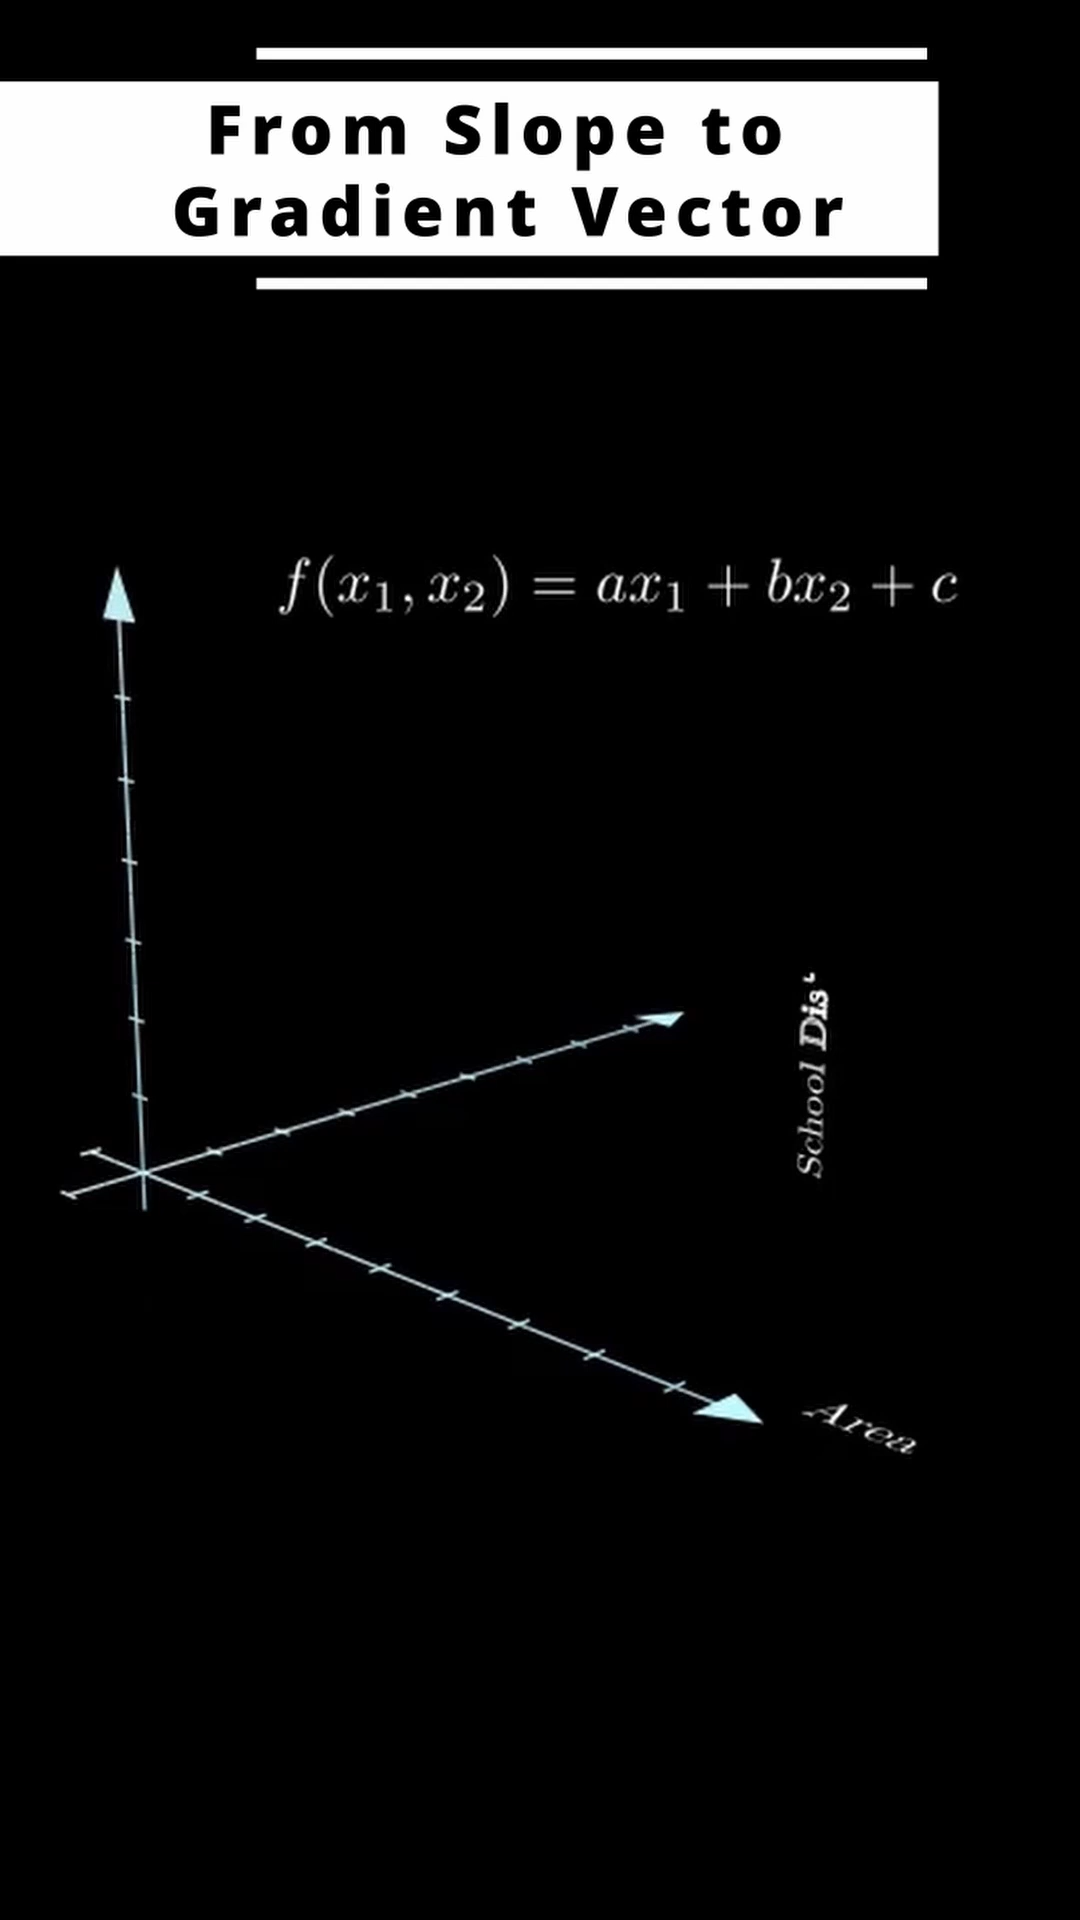 From Slope to
Gradient Vector
f(x₁, x₂) = ax₁ + bx₂ + c
School Dis
Area